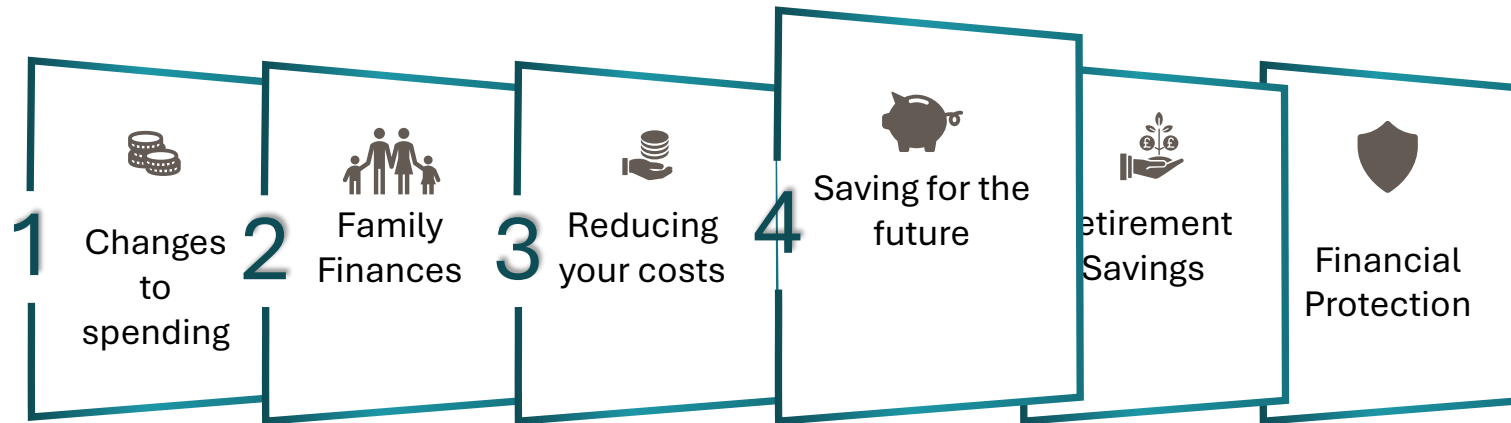 1
Changes
to
spending
2
Family
Finances
3
Reducing
your costs
4
Saving for the
future
etirement
Savings
££
Financial
Protection